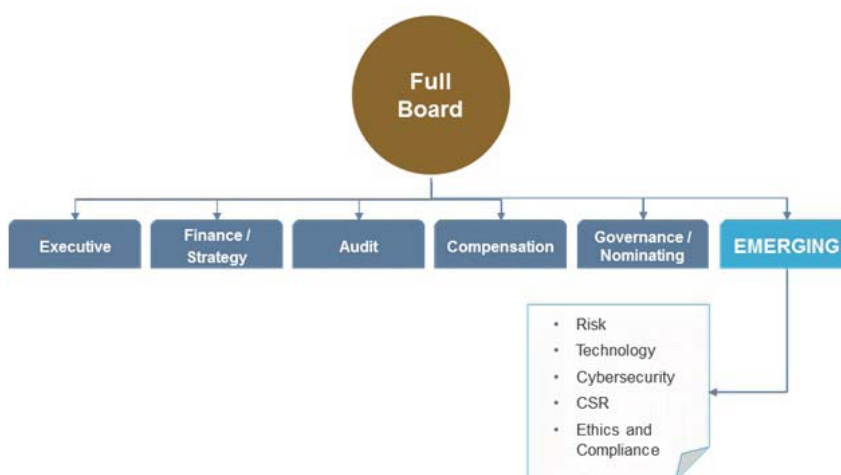 Full
Board
Executive
Finance /
Strategy
Audit
Compensation
Governance /
Nominating
EMERGING
• Risk
• Technology
• Cybersecurity
• CSR
• Ethics and
Compliance